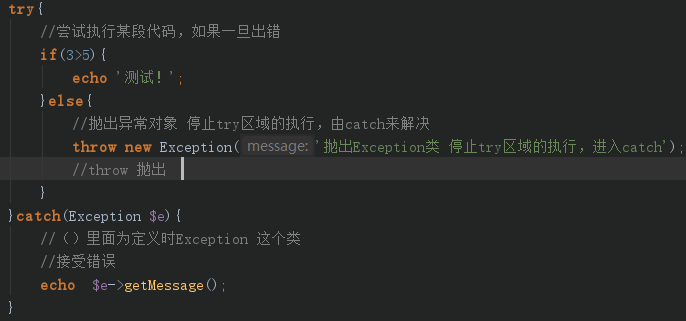 try{
//尝试执行某段代码，如果一旦出错
if(3>5){
echo '测试！';
}else{
//抛出异常对象 停止try区域的执行，由catch来解决
throw new Exception( message: '抛出Exception类 停止try区域的执行，进入catch');
//throw 抛出
}
}catch(Exception $e){
//（）里面为定义时Exception 这个类
//接受错误
echo $e->getMessage();
}